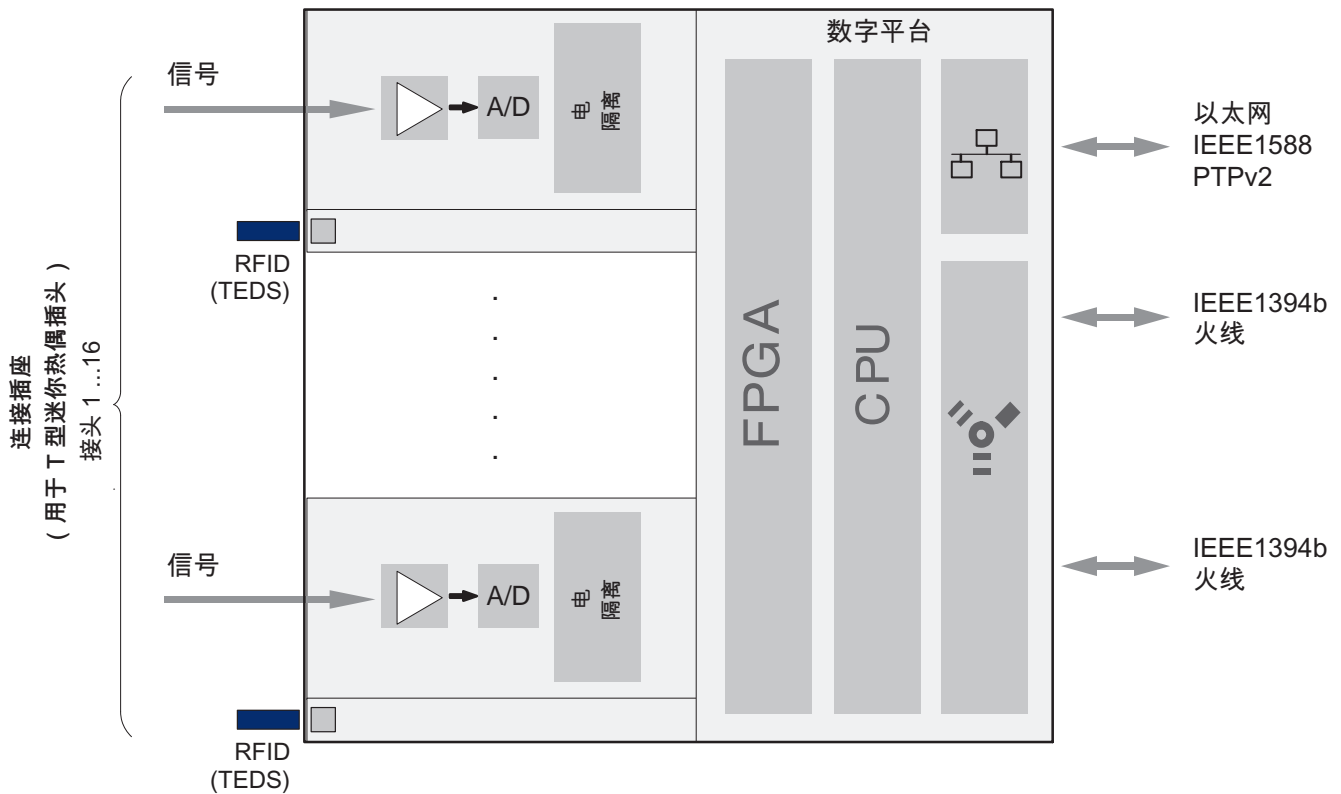 数字平台
信号
A/D
电
隔离
以太网
IEEE1588
PTPv2
RFID
(TEDS)
连接插座
(用于 T 型迷你热偶插头)
接头 1 ...16
FPGA
CPU
IEEE1394b
火线
信号
A/D
电
隔离
IEEE1394b
火线
RFID
(TEDS)